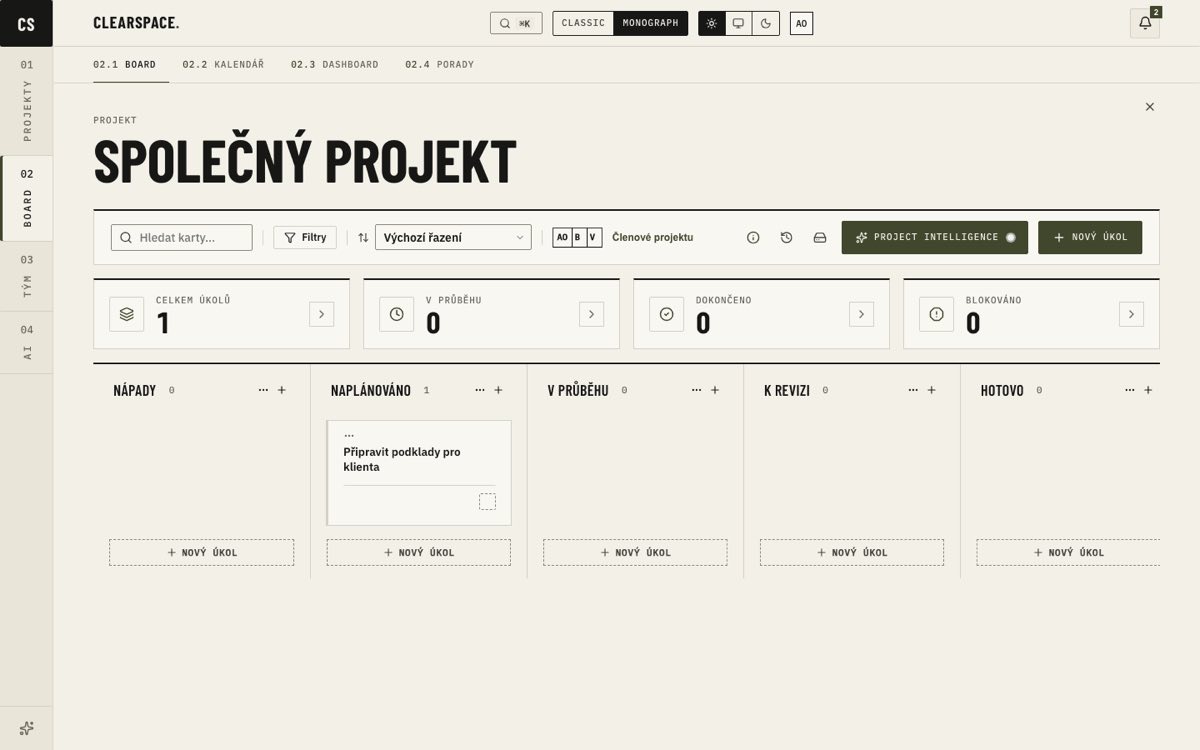 CS
CLEARSPACE.
⌘K
CLASSIC
MONOGRAPH
AO
2
01
PROJEKTY
02
BOARD
03
TÝM
04
AI
02.1 BOARD
02.2 KALENDÁŘ
02.3 DASHBOARD
02.4 PORADY
PROJEKT
SPOLEČNÝ PROJEKT
Hledat karty...
Filtry
Výchozí řazení
AO B V
Členové projektu
PROJECT INTELLIGENCE
NOVÝ ÚKOL
CELKEM ÚKOLŮ
1
V PRŮBĚHU
0
DOKONČENO
0
BLOKOVÁNO
0
NÁPADY 0
NAPLÁNOVÁNO 1
V PRŮBĚHU 0
K REVIZI 0
HOTOVO 0
Připravit podklady pro
klienta
NOVÝ ÚKOL
NOVÝ ÚKOL
NOVÝ ÚKOL
NOVÝ ÚKOL
NOVÝ ÚKOL